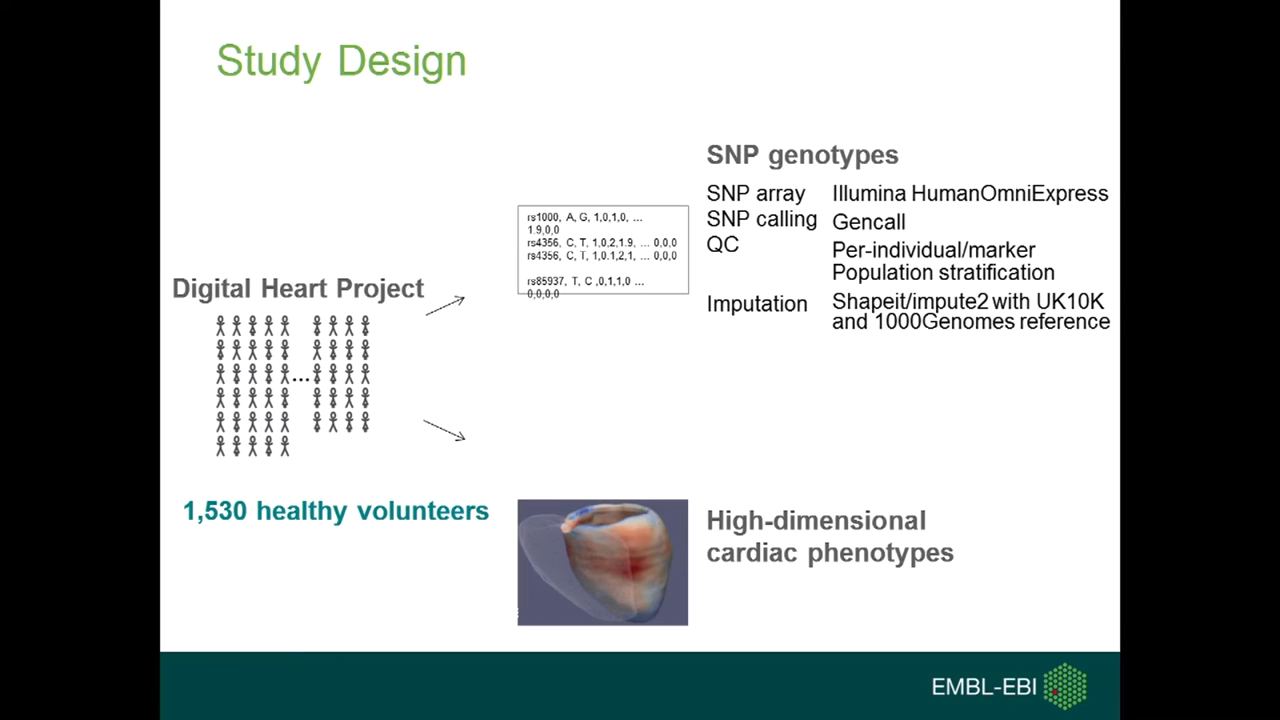 Study Design
SNP genotypes
SNP array Illumina HumanOmniExpress
SNP calling Gencall
QC Per-individual/marker
Population stratification
Imputation Shapeit/impute2 with UK10K
and 1000Genomes reference
rs1000, A, G, 1,0,1,0, ...
1.9,0,0
rs4356, C, T, 1,0,2,1.9, ... 0,0,0
rs4356, C, T, 1,0.1,2,1, ... 0,0,0
rs85937, T, C ,0,1,1,0 ...
0,0,0,0
Digital Heart Project
...
1,530 healthy volunteers
High-dimensional
cardiac phenotypes
EMBL-EBI